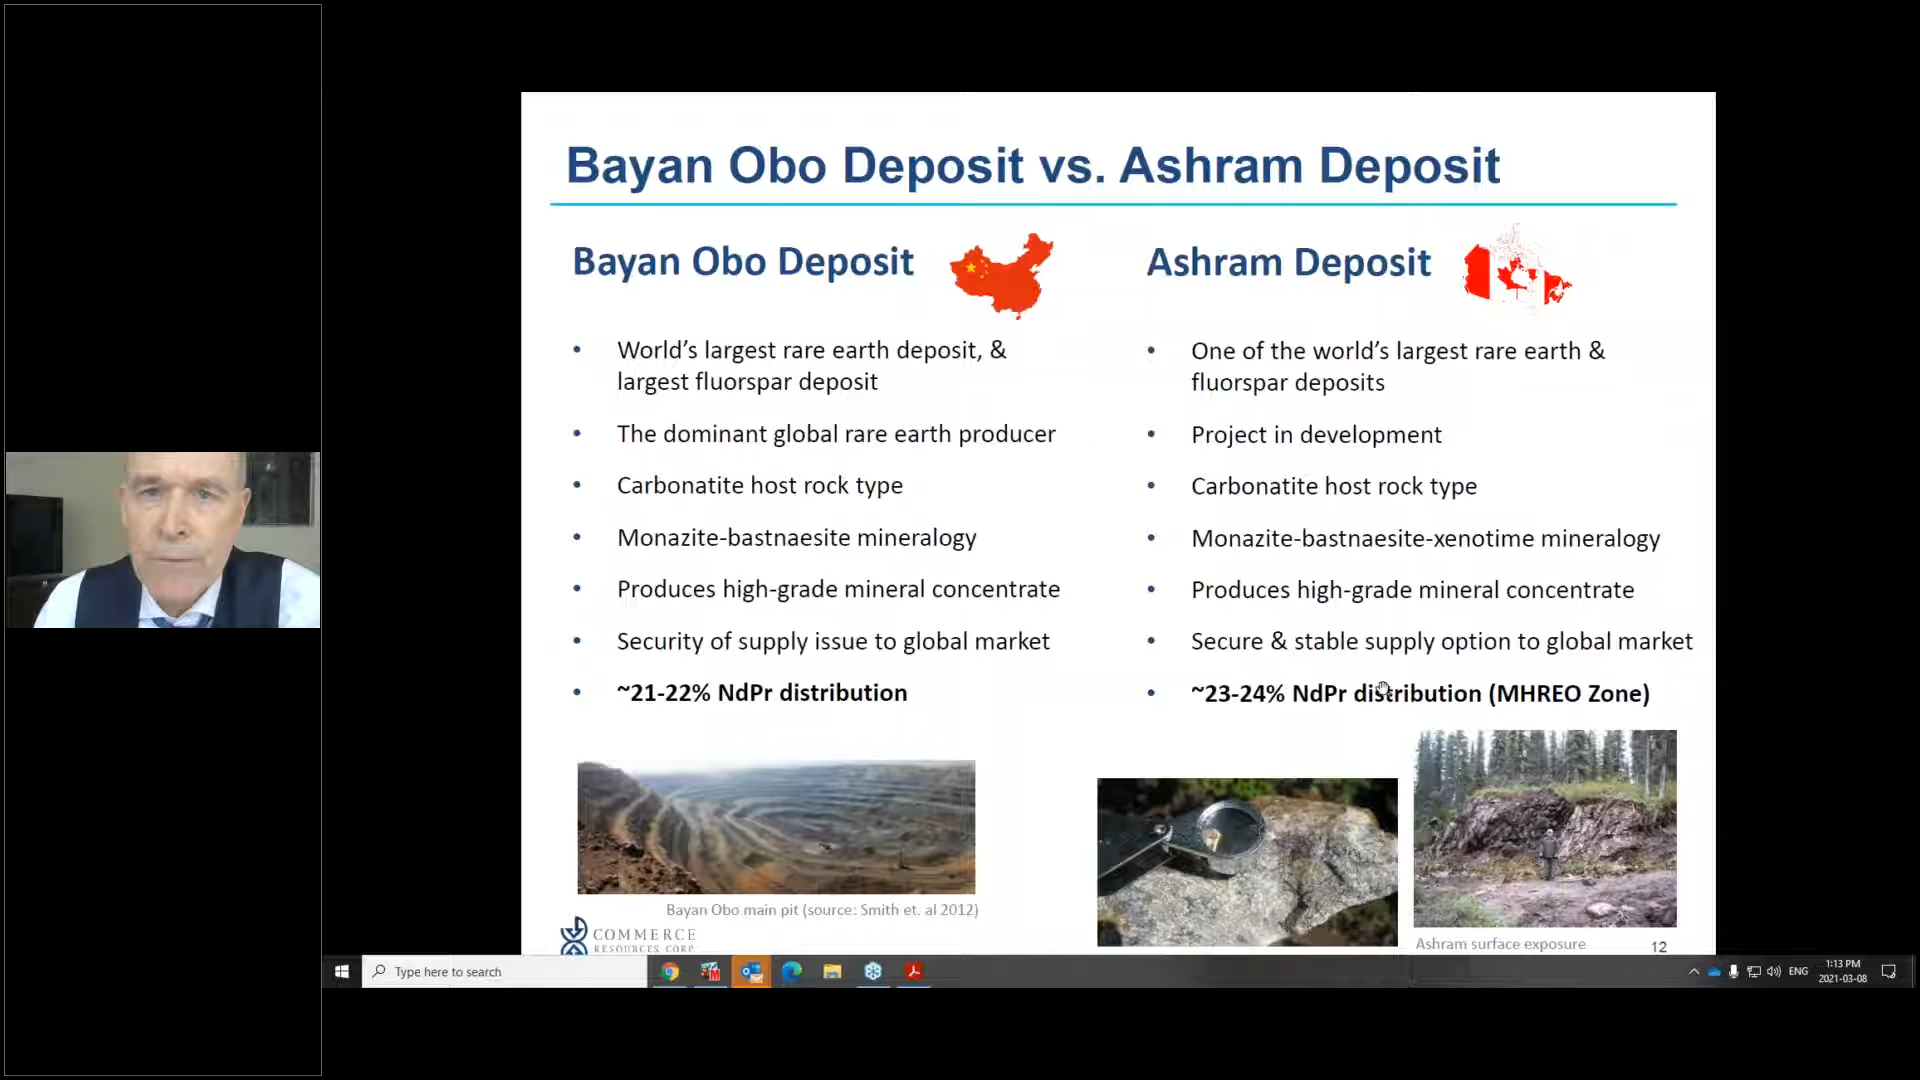 Bayan Obo Deposit vs. Ashram Deposit
Bayan Obo Deposit
• World's largest rare earth deposit, &
largest fluorspar deposit
• The dominant global rare earth producer
• Carbonatite host rock type
• Monazite-bastnaesite mineralogy
• Produces high-grade mineral concentrate
• Security of supply issue to global market
• ~21-22% NdPr distribution
Bayan Obo main pit (source: Smith et. al 2012)
COMMERCE
RESOURCES CORP.
Ashram Deposit
• One of the world's largest rare earth &
fluorspar deposits
• Project in development
• Carbonatite host rock type
• Monazite-bastnaesite-xenotime mineralogy
• Produces high-grade mineral concentrate
• Secure & stable supply option to global market
• ~23-24% NdPr distribution (MHREO Zone)
Ashram surface exposure
12
Type here to search
ENG
1:13 PM
2021-03-08